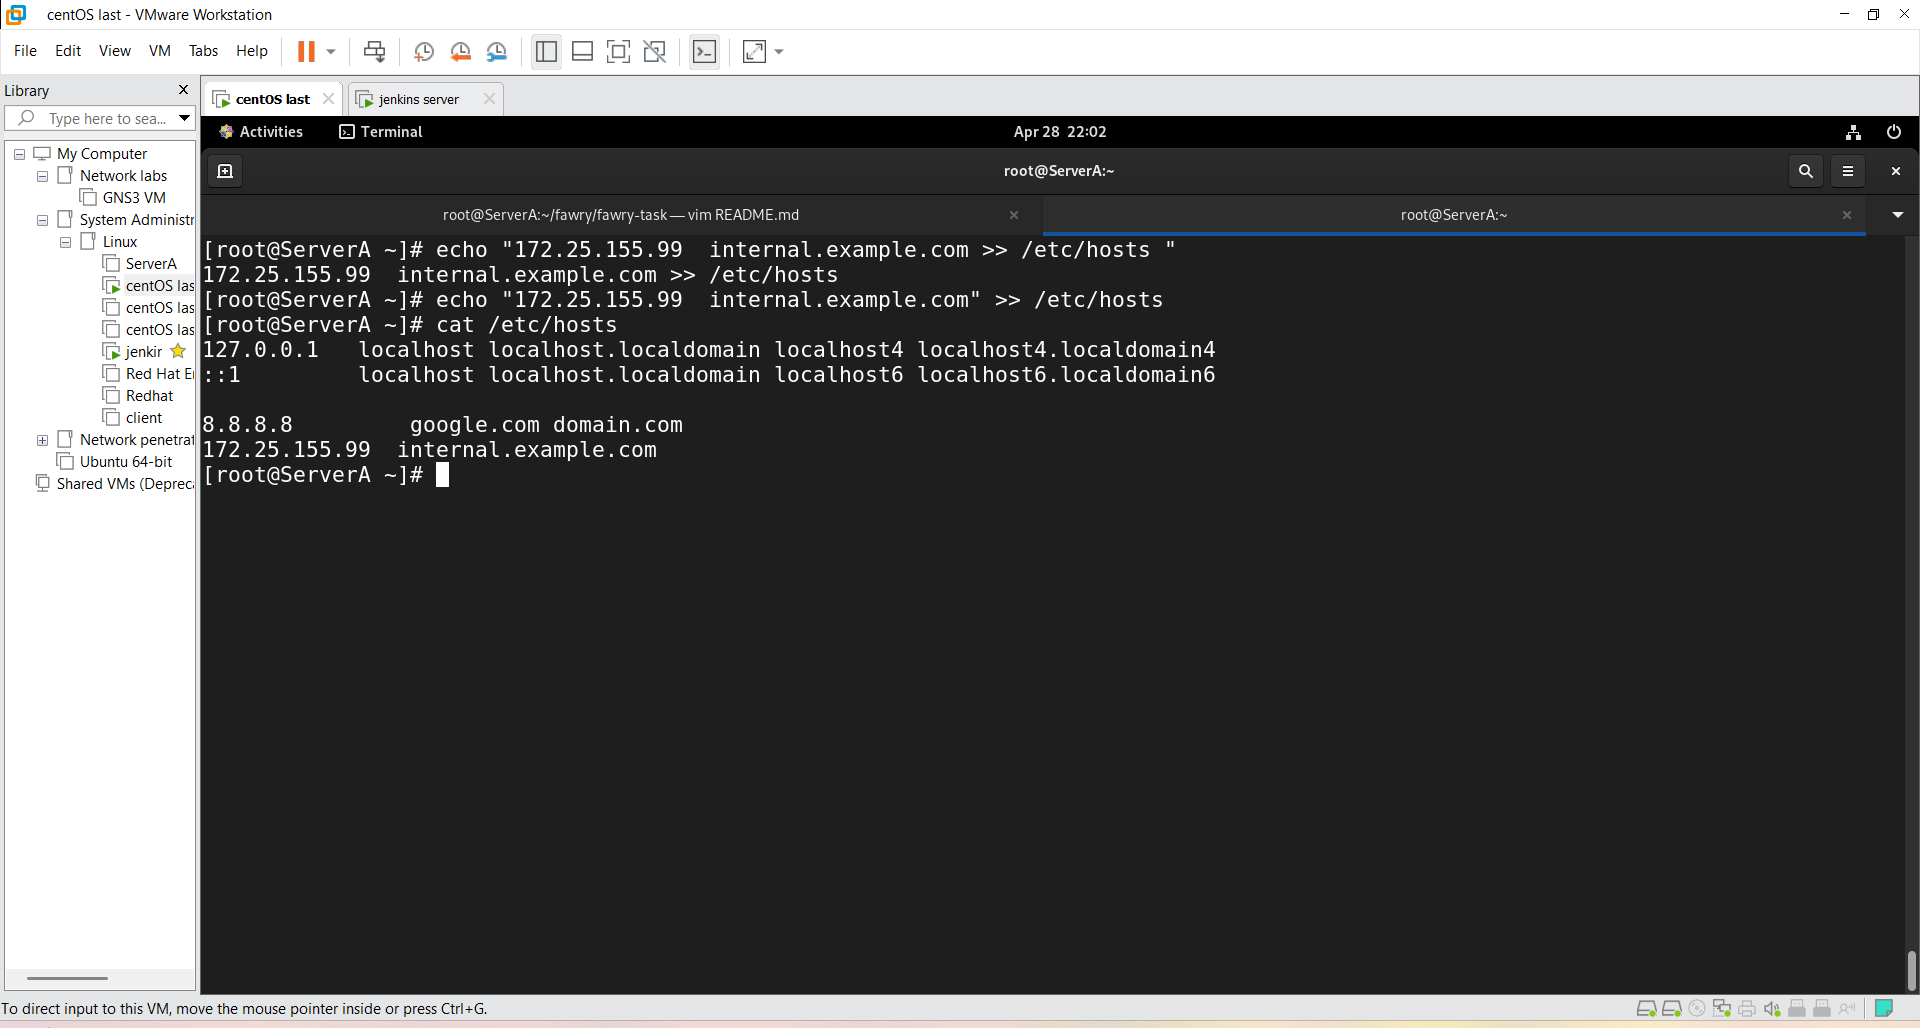 centOS last - VMware Workstation
File Edit View VM Tabs Help
Library
Type here to sea...
My Computer
Network labs
GNS3 VM
System Administr
Linux
ServerA
centOS las
centOS las
centOS las
jenkir
Red Hat E
Redhat
client
Network penetrat
Ubuntu 64-bit
Shared VMs (Depreca
centOS last
jenkins server
Activities Terminal Apr 28 22:02
root@ServerA:~
root@ServerA:~/fawry/fawry-task — vim README.md
root@ServerA:~
[root@ServerA ~]# echo "172.25.155.99  internal.example.com >> /etc/hosts "
172.25.155.99  internal.example.com >> /etc/hosts
[root@ServerA ~]# echo "172.25.155.99  internal.example.com" >> /etc/hosts
[root@ServerA ~]# cat /etc/hosts
127.0.0.1   localhost localhost.localdomain localhost4 localhost4.localdomain4
::1         localhost localhost.localdomain localhost6 localhost6.localdomain6
8.8.8.8         google.com domain.com
172.25.155.99  internal.example.com
[root@ServerA ~]#
To direct input to this VM, move the mouse pointer inside or press Ctrl+G.